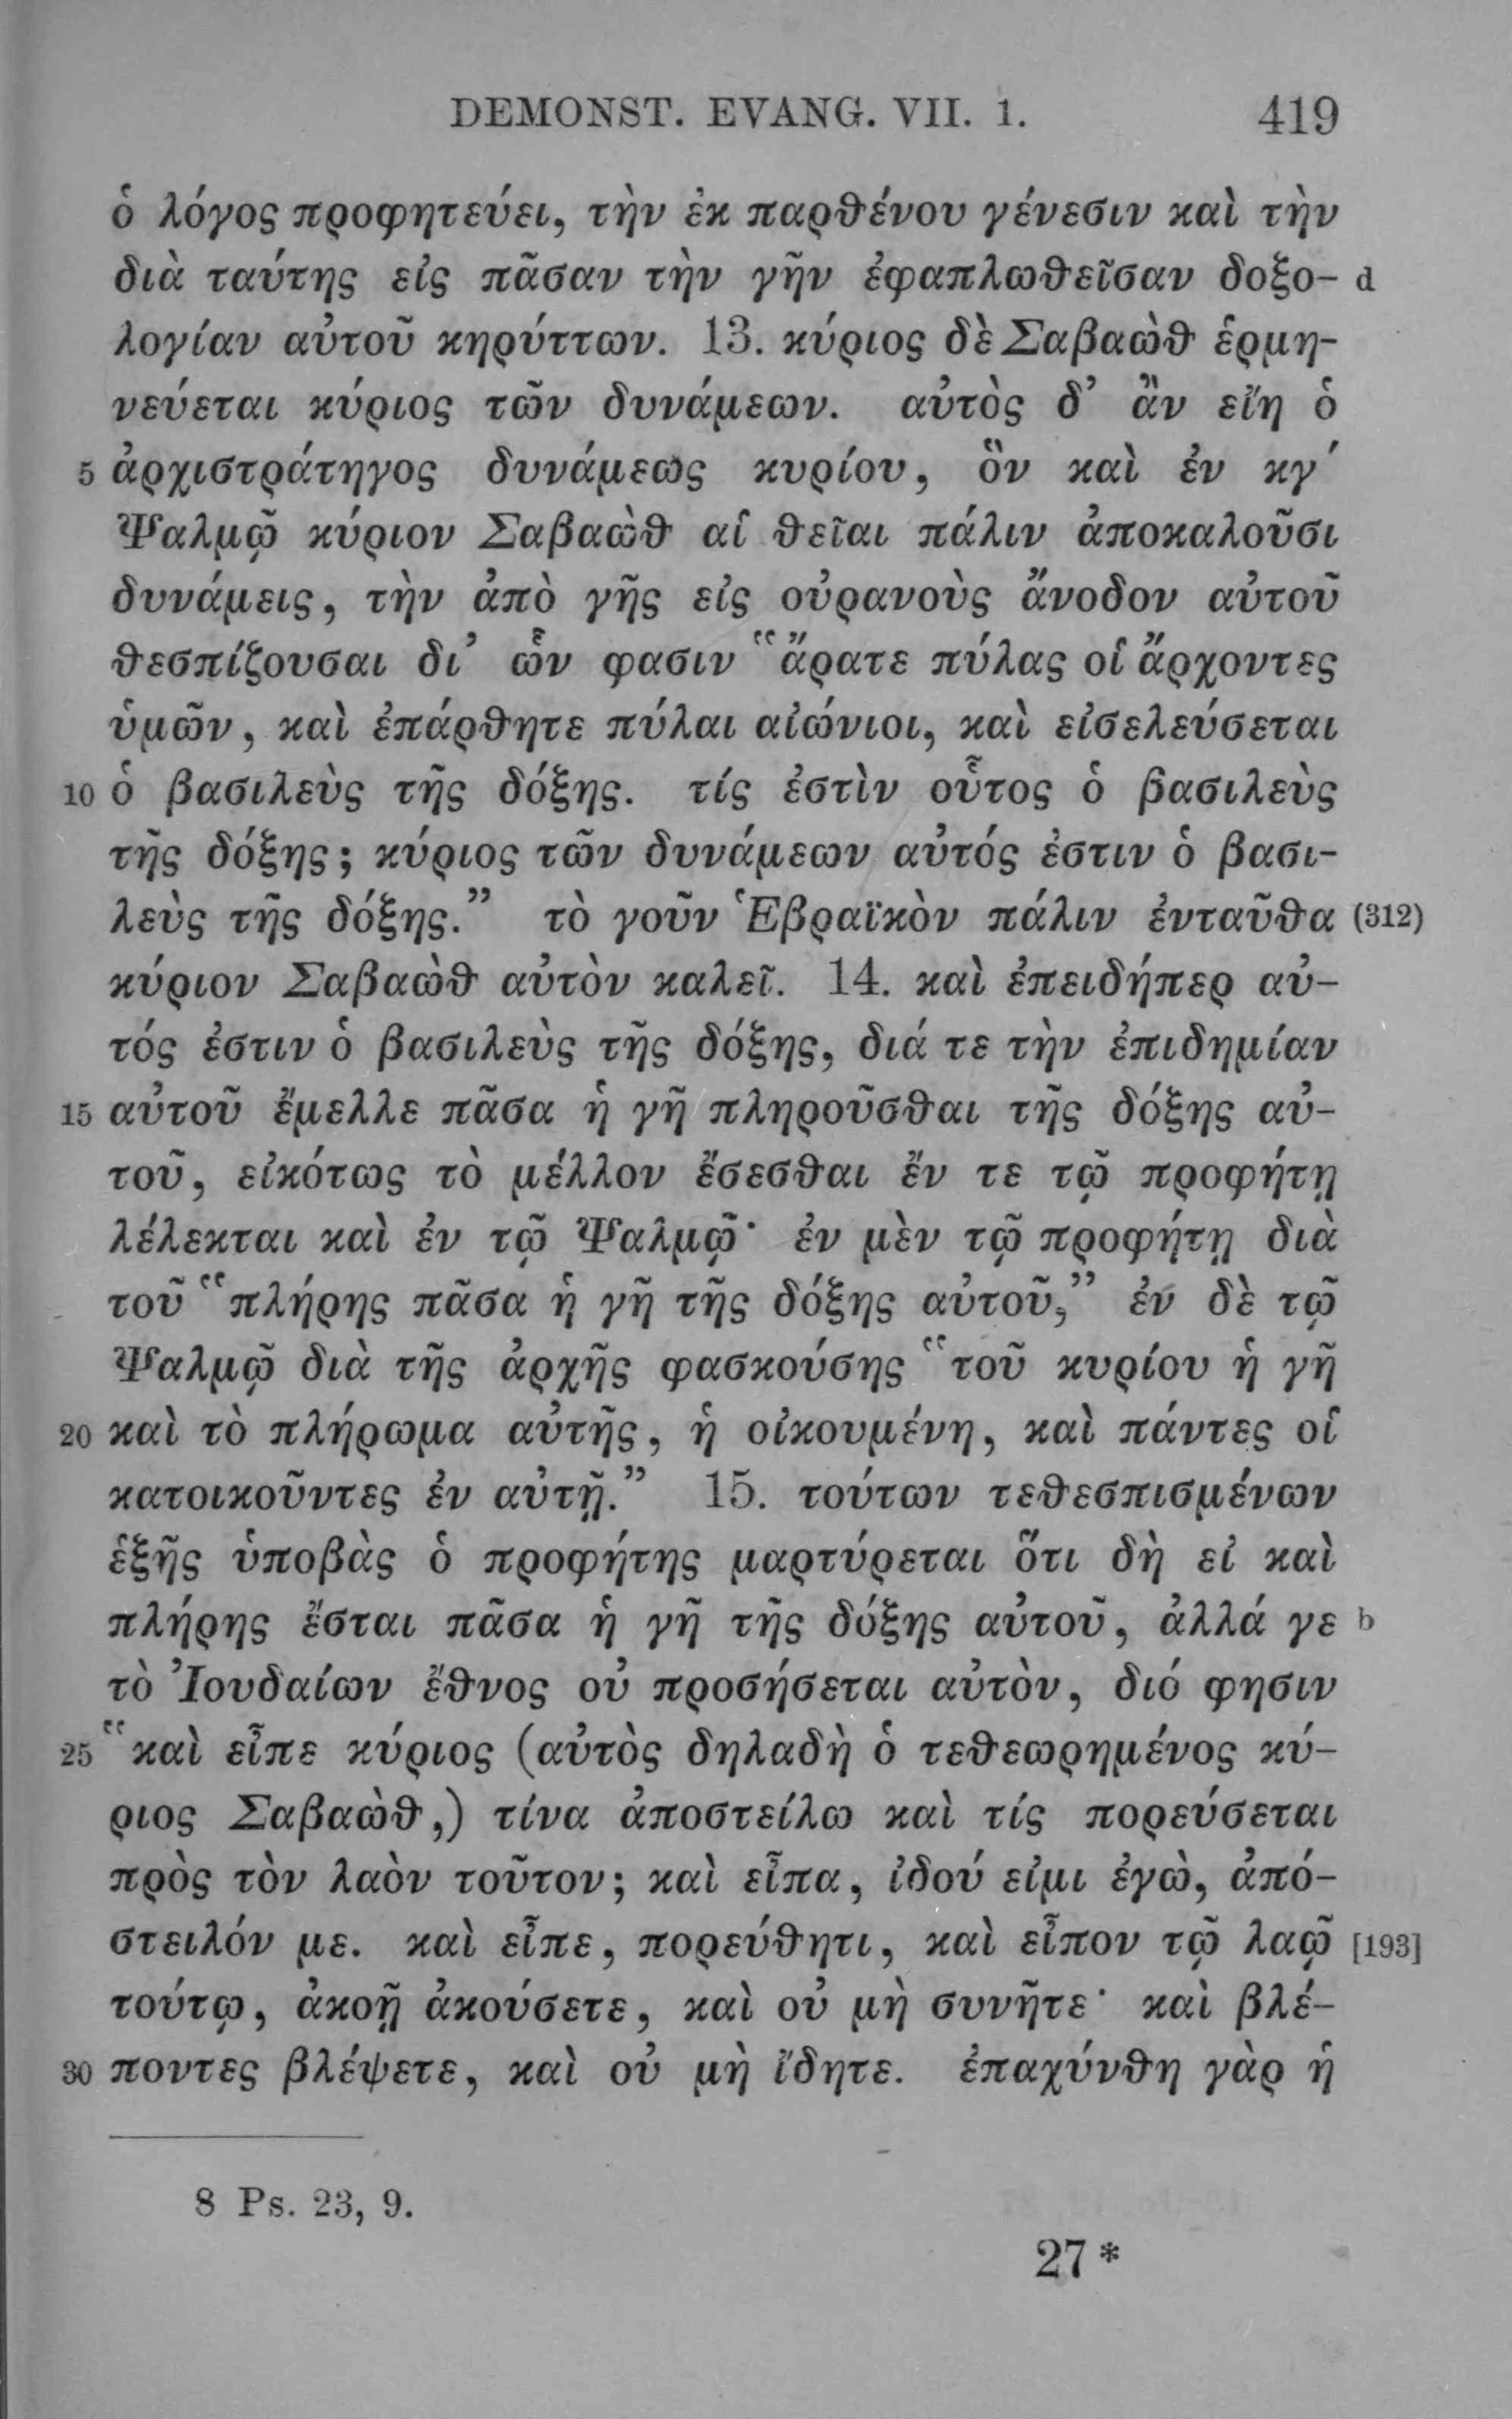 DEMONST. EVANG. VII. 1. 419
ὁ λόγος προφητεύει, τὴν ἐκ παρθένου γένεσιν καὶ τὴν
διὰ ταύτης εἰς πᾶσαν τὴν γῆν ἐφαπλωθεῖσαν δοξο- d
λογίαν αὐτοῦ κηρύττων. 13. κύριος δὲ Σαβαὼθ ἑρμη-
νεύεται κύριος τῶν δυνάμεων. αὐτὸς δ’ ἂν εἴη ὁ
5 ἀρχιστράτηγος δυνάμεως κυρίου, ὃν καὶ ἐν κγ′
Ψαλμῷ κύριον Σαβαὼθ αἱ θεῖαι πάλιν ἀποκαλοῦσι
δυνάμεις, τὴν ἀπὸ γῆς εἰς οὐρανοὺς ἄνοδον αὐτοῦ
θεσπίζουσαι δι’ ὧν φασιν “ἄρατε πύλας οἱ ἄρχοντες
ὑμῶν, καὶ ἐπάρθητε πύλαι αἰώνιοι, καὶ εἰσελεύσεται
10 ὁ βασιλεὺς τῆς δόξης. τίς ἐστὶν οὗτος ὁ βασιλεὺς
τῆς δόξης; κύριος τῶν δυνάμεων αὐτός ἐστιν ὁ βασι-
λεὺς τῆς δόξης.” τὸ γοῦν Ἑβραϊκὸν πάλιν ἐνταῦθα (312)
κύριον Σαβαὼθ αὐτὸν καλεῖ. 14. καὶ ἐπειδήπερ αὐ-
τός ἐστιν ὁ βασιλεὺς τῆς δόξης, διά τε τὴν ἐπιδημίαν
15 αὐτοῦ ἔμελλε πᾶσα ἡ γῆ πληροῦσθαι τῆς δόξης αὐ-
τοῦ, εἰκότως τὸ μέλλον ἔσεσθαι ἔν τε τῷ προφήτῃ
λέλεκται καὶ ἐν τῷ Ψαλμῷ· ἐν μὲν τῷ προφήτῃ διὰ
τοῦ “πλήρης πᾶσα ἡ γῆ τῆς δόξης αὐτοῦ,” ἐν δὲ τῷ
Ψαλμῷ διὰ τῆς ἀρχῆς φασκούσης “τοῦ κυρίου ἡ γῆ
20 καὶ τὸ πλήρωμα αὐτῆς, ἡ οἰκουμένη, καὶ πάντες οἱ
κατοικοῦντες ἐν αὐτῇ.” 15. τούτων τεθεσπισμένων
ἑξῆς ὑποβὰς ὁ προφήτης μαρτύρεται ὅτι δὴ εἰ καὶ
πλήρης ἔσται πᾶσα ἡ γῆ τῆς δόξης αὐτοῦ, ἀλλά γε b
τὸ Ἰουδαίων ἔθνος οὐ προσήσεται αὐτὸν, διό φησιν
25 “καὶ εἶπε κύριος (αὐτὸς δηλαδὴ ὁ τεθεωρημένος κύ-
ριος Σαβαὼθ,) τίνα ἀποστείλω καὶ τίς πορεύσεται
πρὸς τὸν λαὸν τοῦτον; καὶ εἶπα, ἰδού εἰμι ἐγὼ, ἀπό-
στειλόν με. καὶ εἶπε, πορεύθητι, καὶ εἶπον τῷ λαῷ [193]
τούτῳ, ἀκοῇ ἀκούσετε, καὶ οὐ μὴ συνῆτε· καὶ βλέ-
30 ποντες βλέψετε, καὶ οὐ μὴ ἴδητε. ἐπαχύνθη γὰρ ἡ
8 Ps. 23, 9.
27*